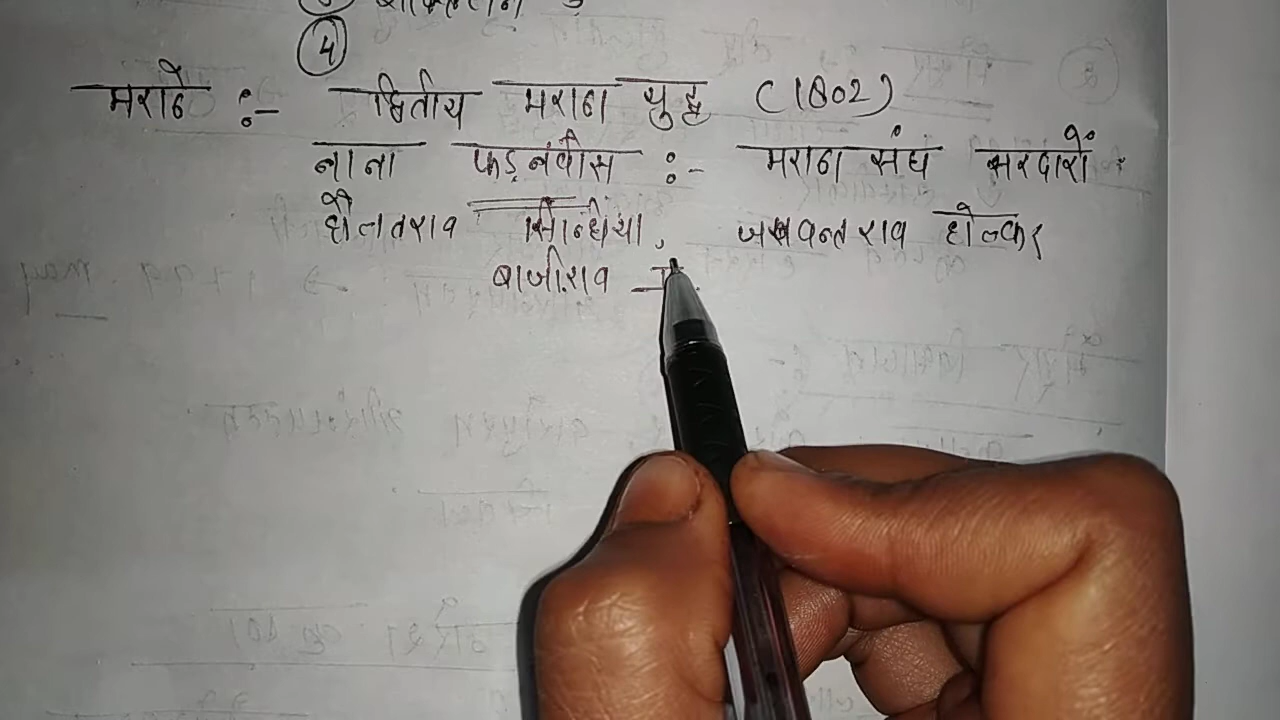 ④
मराठे :- द्वितीय मराठा युद्ध (1802)
नाना फड़नवीस :- मराठा संघ सरदारों
दौलतराव सिन्धिया, जसवन्तराव होल्कर
बाजीराव